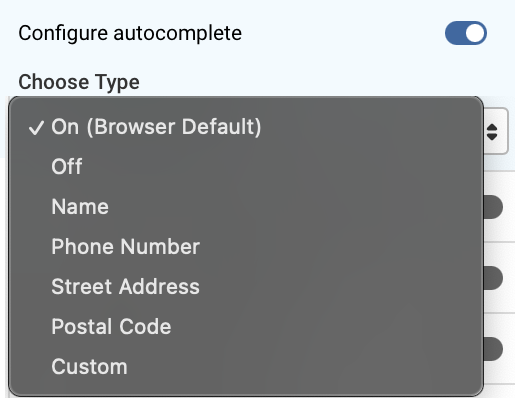 Configure autocomplete
Choose Type
✓ On (Browser Default)
Off
Name
Phone Number
Street Address
Postal Code
Custom